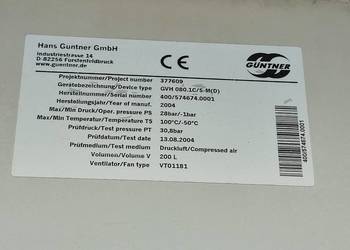 Hans Güntner GmbH
Industriestrasse 14
D-82256 Fürstenfeldbruck
www.guentner.de
CE
GÜNTNER
Projektnummer/Project number 377609
Gerätebezeichnung/Device type GVH 080.1C/5-M(D)
Herstellernummer/Serial number 400/574674.0001
Herstellungsjahr/Year of manuf. 2004
Max/Min Druck/Oper. pressure PS 28bar/-1bar
Max/Min Temperatur/Temperature TS 100°C/-50°C
Prüfdruck/Test pressure PT 30,8bar
Prüfdatum/Test date 13.08.2004
Prüfmedium/Test medium Druckluft/Compressed air
Volumen/Volume V 200 L
Ventilator/Fan type VT01181
400/574674.0001